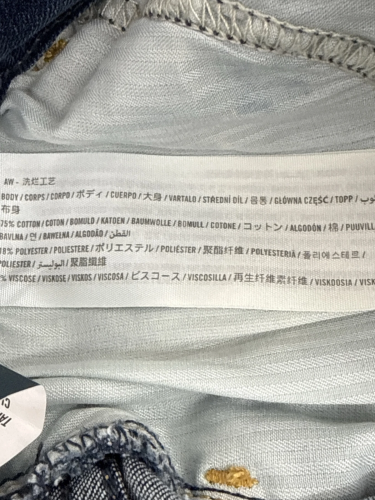 AW - 洗烂工艺
BODY / CORPS / CORPO / ボディ / CUERPO / 大身 / VARTALO / STŘEDNÍ DÍL / 몸통 / GŁÓWNA CZĘŚĆ / TOPP /
布身
75% COTTON / COTON / BOMULD / KATOEN / BAUMWOLLE / BOMULL / COTONE / コットン / ALGODÓN / 棉 / PUUVILL
BAVLNA / 면 / BAWEŁNA / ALGODÃO / القطن
18% POLYESTER / POLIESTERE / ポリエステル / POLIÉSTER / 聚酯纤维 / POLYESTERIÄ / 폴리에스테르 /
POLIESTER / البوليستر / 聚脂纖維
% VISCOSE / VISKOSE / VISKOS / VISCOSA / ビスコース / VISCOSILLA / 再生纤维素纤维 / VISKOOSIA / VISKO